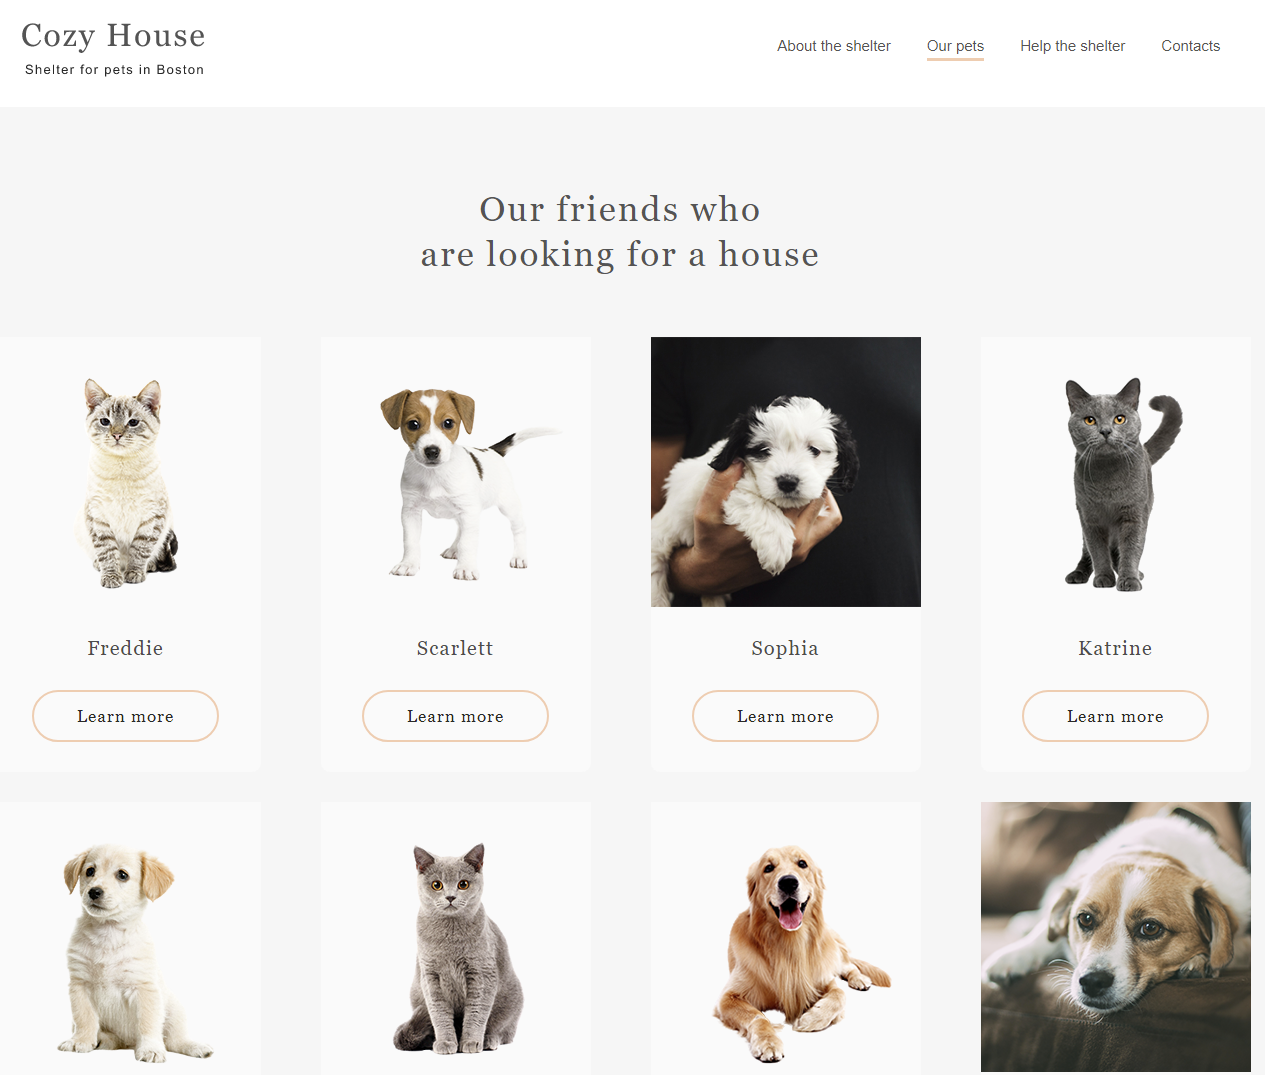 Cozy House
Shelter for pets in Boston
About the shelter
Our pets
Help the shelter
Contacts
Our friends who
are looking for a house
Freddie
Scarlett
Sophia
Katrine
Learn more
Learn more
Learn more
Learn more